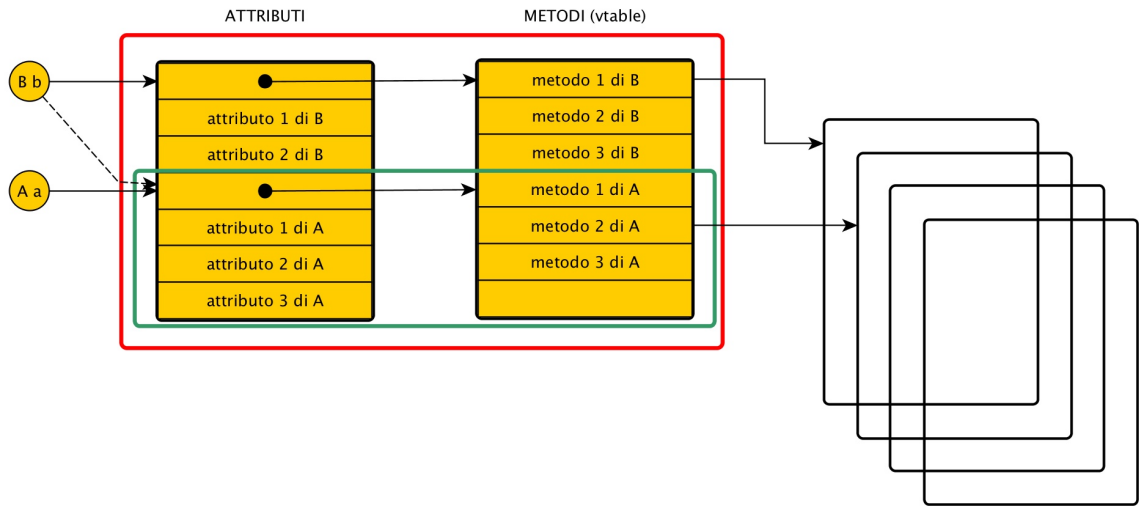 ATTRIBUTI
METODI (vtable)
B b
A a
attributo 1 di B
attributo 2 di B
attributo 1 di A
attributo 2 di A
attributo 3 di A
metodo 1 di B
metodo 2 di B
metodo 3 di B
metodo 1 di A
metodo 2 di A
metodo 3 di A